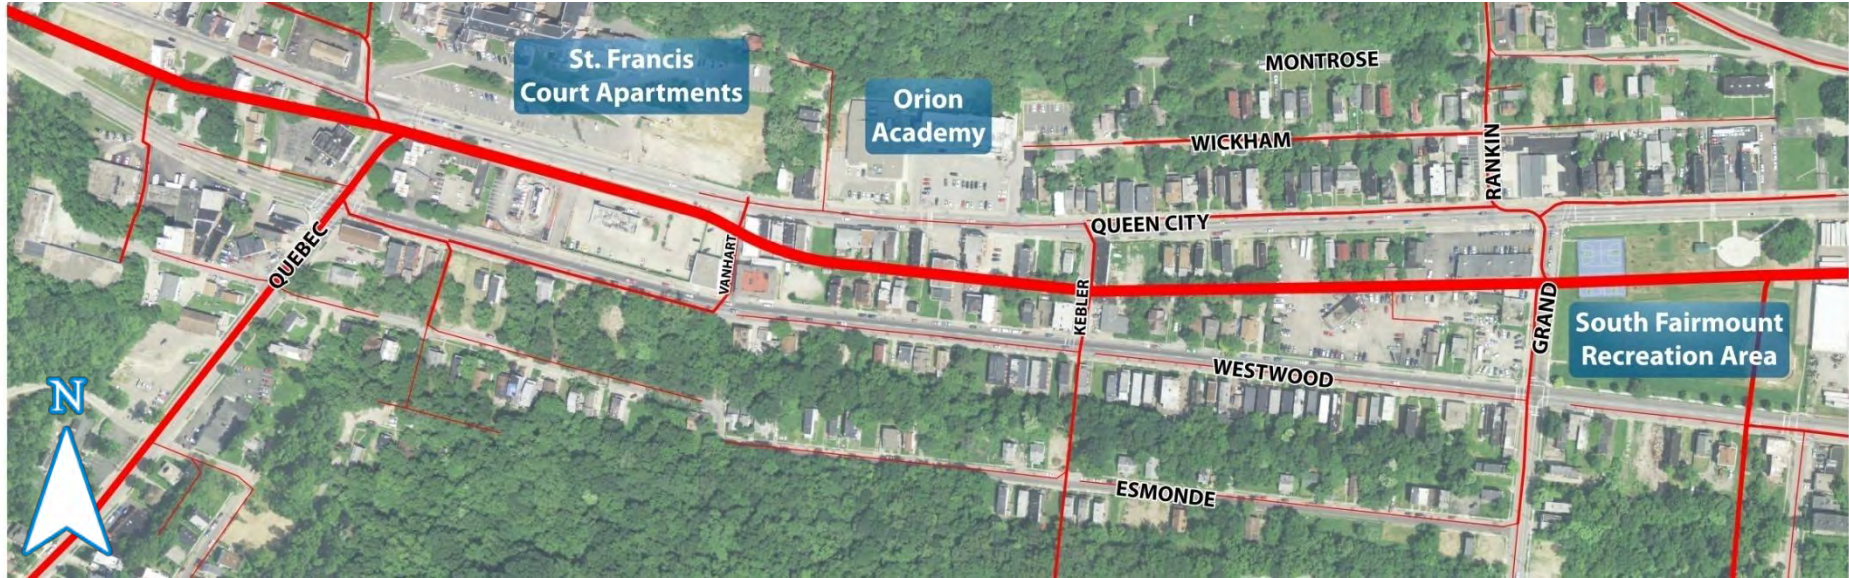 St. Francis
Court Apartments
Orion
Academy
MONTROSE
WICKHAM
RANKIN
QUEEN CITY
QUEBEC
VANHART
KEBLER
GRAND
South Fairmount
Recreation Area
WESTWOOD
N
ESMONDE